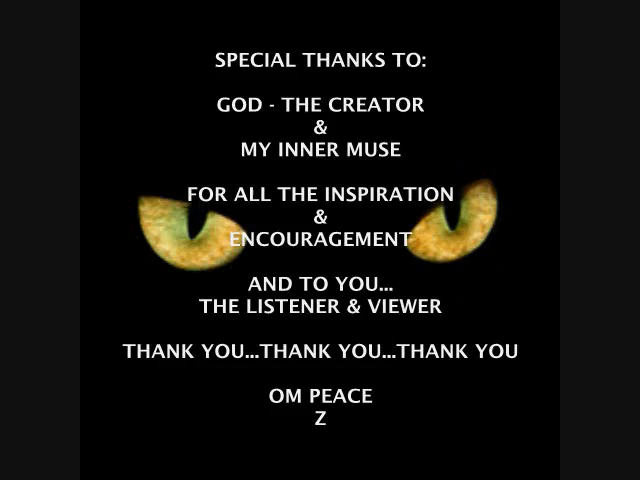 SPECIAL THANKS TO:
GOD - THE CREATOR
&
MY INNER MUSE
FOR ALL THE INSPIRATION
&
ENCOURAGEMENT
AND TO YOU...
THE LISTENER & VIEWER
THANK YOU...THANK YOU...THANK YOU
OM PEACE
Z